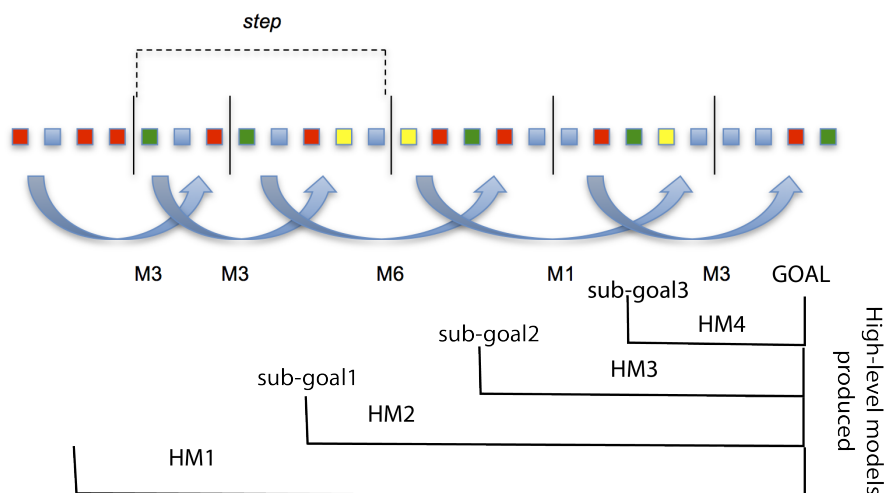 step
M3 M3 M6 M1 M3 GOAL
sub-goal3
HM4
sub-goal2
HM3
sub-goal1
HM2
HM1
High-level models
produced